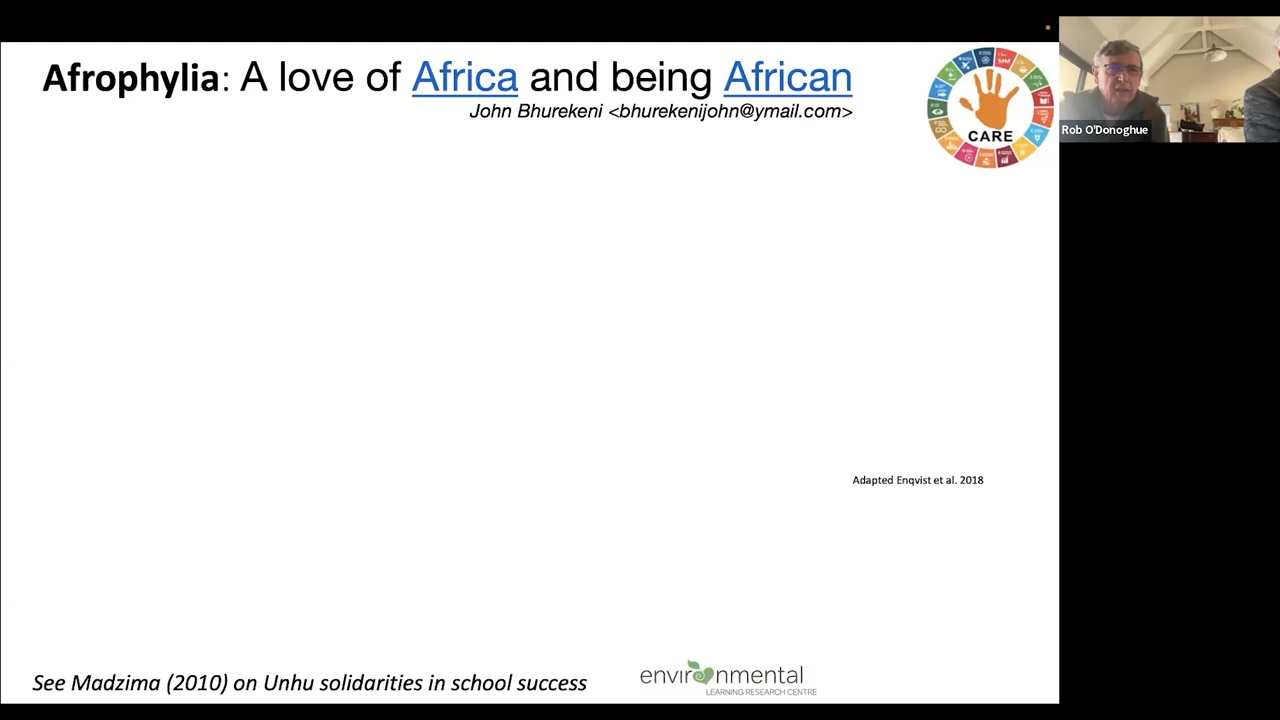 Afrophylia: A love of Africa and being African
John Bhurekeni <bhurekenijohn@ymail.com>
CARE
Rob O'Donoghue
Adapted Enqvist et al. 2018
See Madzima (2010) on Unhu solidarities in school success
environmental
LEARNING RESEARCH CENTRE